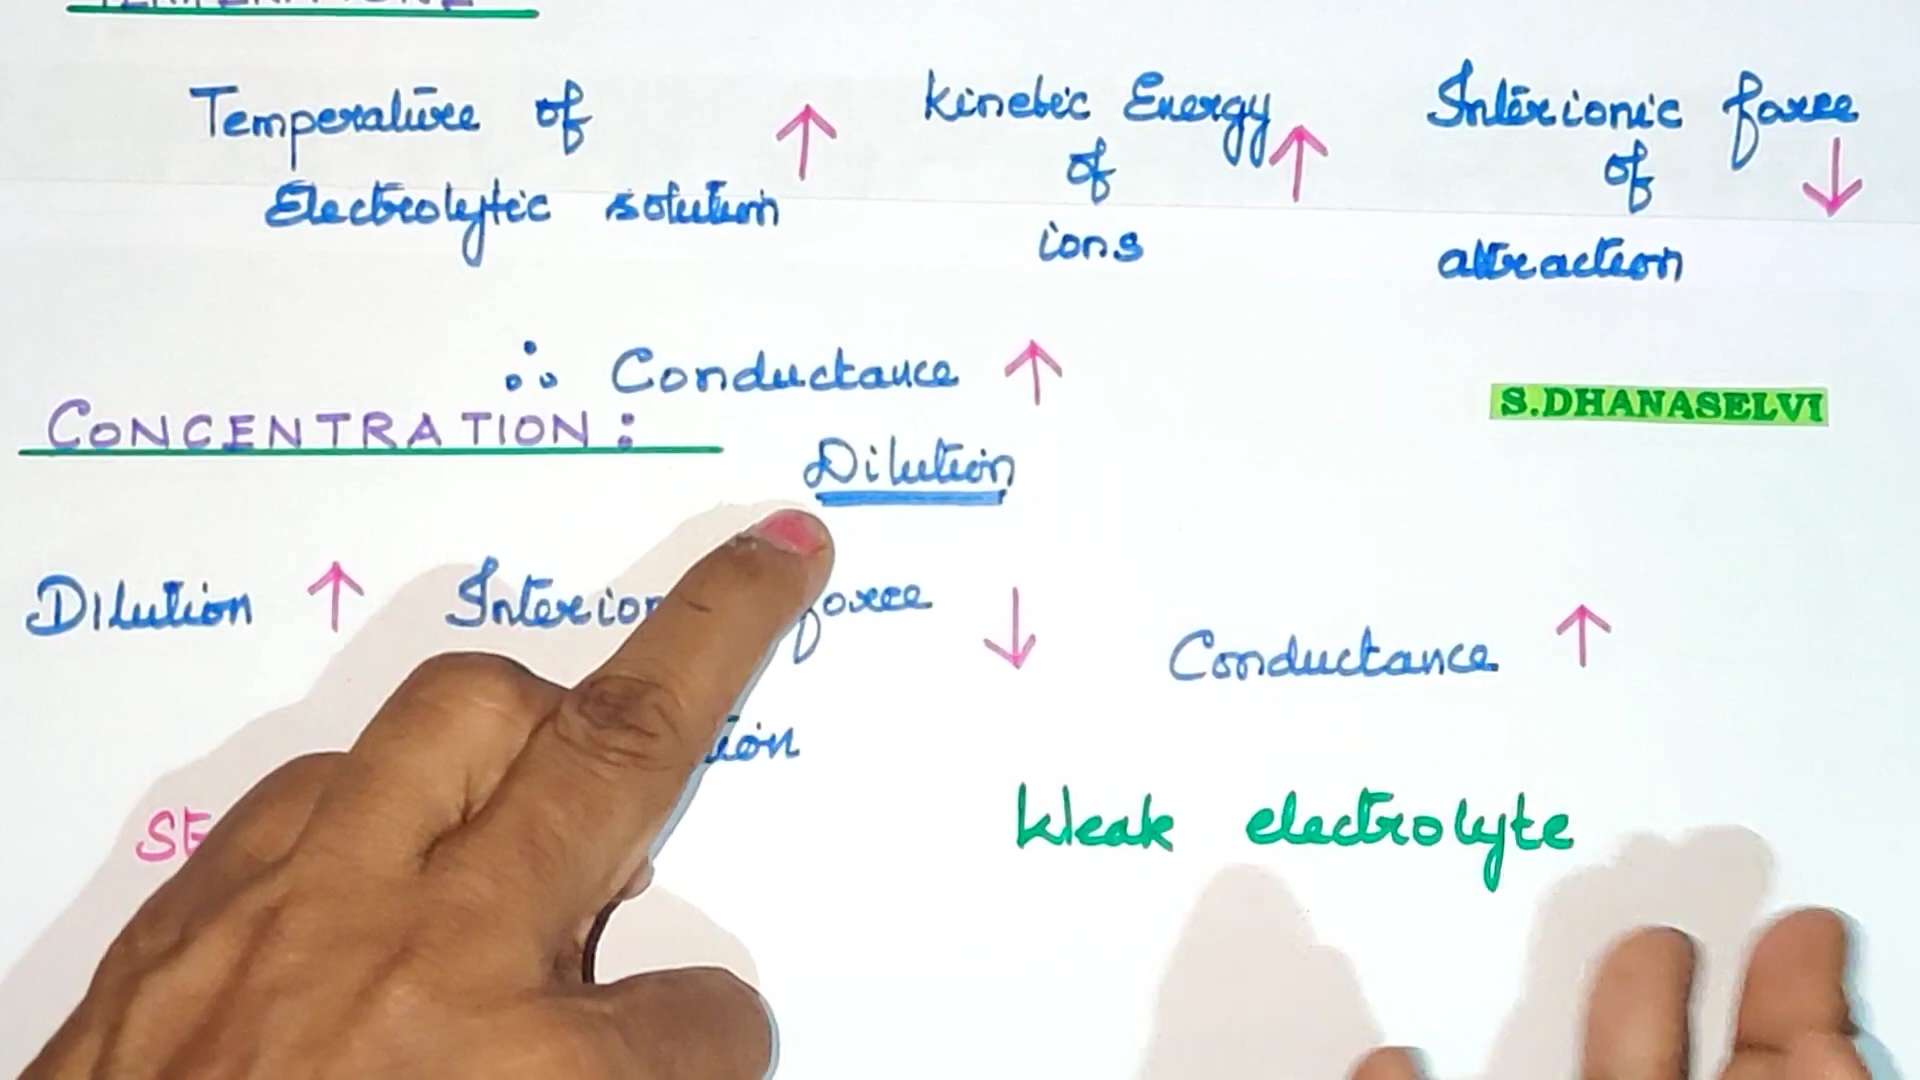 Temperature of ↑ Kinetic Energy ↑ Interionic force ↓
Electrolytic solution of of
ions attraction
∴ Conductance ↑
S.DHANASELVI
CONCENTRATION:
Dilution
Dilution ↑ force ↓
Conductance ↑
Weak electrolyte